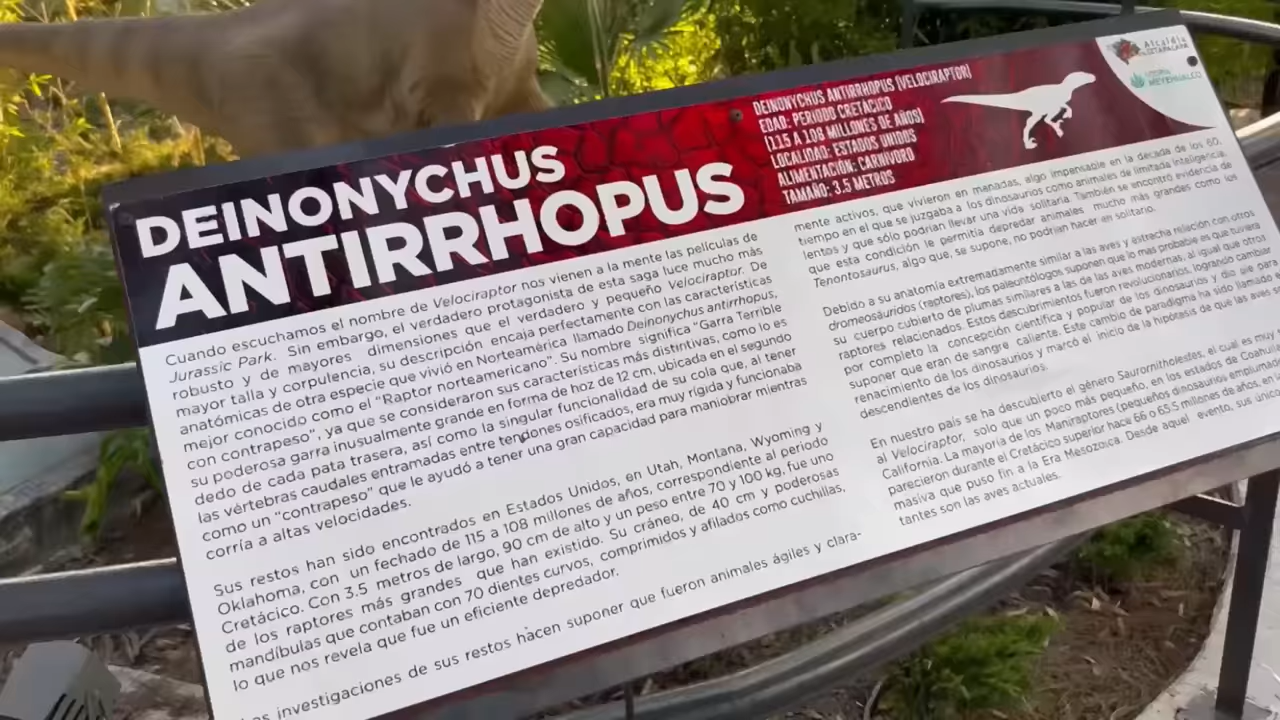 DEINONYCHUS
ANTIRRHOPUS
DEINONYCHUS ANTIRRHOPUS (VELOCIRAPTOR)
EDAD: PERIODO CRETÁCICO
(115 A 108 MILLONES DE AÑOS)
LOCALIDAD: ESTADOS UNIDOS
ALIMENTACIÓN: CARNÍVORO
TAMAÑO: 3.5 METROS
Alcaldía
IZTAPALAPA
UTOPÍA
MEYEHUALCO
Cuando escuchamos el nombre de Velociraptor nos vienen a la mente las películas de
Jurassic Park. Sin embargo, el verdadero protagonista de esta saga luce mucho más
robusto y de mayores dimensiones que el verdadero y pequeño Velociraptor. De
mayor talla y corpulencia, su descripción encaja perfectamente con las características
anatómicas de otra especie que vivió en Norteamérica llamado Deinonychus antirrhopus,
mejor conocido como el "Raptor norteamericano". Su nombre significa "Garra Terrible
con contrapeso", ya que se consideraron sus características más distintivas, como lo es
su poderosa garra inusualmente grande en forma de hoz de 12 cm, ubicada en el segundo
dedo de cada pata trasera, así como la singular funcionalidad de su cola que, al tener
las vértebras caudales entramadas entre tendones osificados, era muy rígida y funcionaba
como un "contrapeso" que le ayudó a tener una gran capacidad para maniobrar mientras
corría a altas velocidades.
Sus restos han sido encontrados en Estados Unidos, en Utah, Montana, Wyoming y
Oklahoma, con un fechado de 115 a 108 millones de años, correspondiente al periodo
Cretácico. Con 3.5 metros de largo, 90 cm de alto y un peso entre 70 y 100 kg, fue uno
de los raptores más grandes que han existido. Su cráneo, de 40 cm y poderosas
mandíbulas que contaban con 70 dientes curvos, comprimidos y afilados como cuchillas,
lo que nos revela que fue un eficiente depredador.
Las investigaciones de sus restos hacen suponer que fueron animales ágiles y clara-
mente activos, que vivieron en manadas, algo impensable en la década de los 60,
tiempo en el que se juzgaba a los dinosaurios como animales de limitada inteligencia,
lentos y que sólo podrían llevar una vida solitaria. También se encontró evidencia de
que esta condición le permitía depredar animales mucho más grandes como los
Tenontosaurus, algo que, se supone, no podrían hacer en solitario.
Debido a su anatomía extremadamente similar a las aves y estrecha relación con otros
dromeosáuridos (raptores), los paleontólogos suponen que lo más probable es que tuviera
su cuerpo cubierto de plumas similares a las de las aves modernas, al igual que otros
raptores relacionados. Estos descubrimientos fueron revolucionarios, logrando cambiar
por completo la concepción científica y popular de los dinosaurios y dio pie para
suponer que eran de sangre caliente. Este cambio de paradigma ha sido llamado
renacimiento de los dinosaurios y marcó el inicio de la hipótesis de que las aves
descendientes de los dinosaurios.
En nuestro país se ha descubierto el género Saurornitholestes, el cual es muy
al Velociraptor, solo que un poco más pequeño, en los estados de Coahuila
California. La mayoría de los Maniraptores (pequeños dinosaurios emplumados
parecieron durante el Cretácico superior hace 66 o 65.5 millones de años, en
masiva que puso fin a la Era Mesozoica. Desde aquel evento, sus únicos
tantes son las aves actuales.